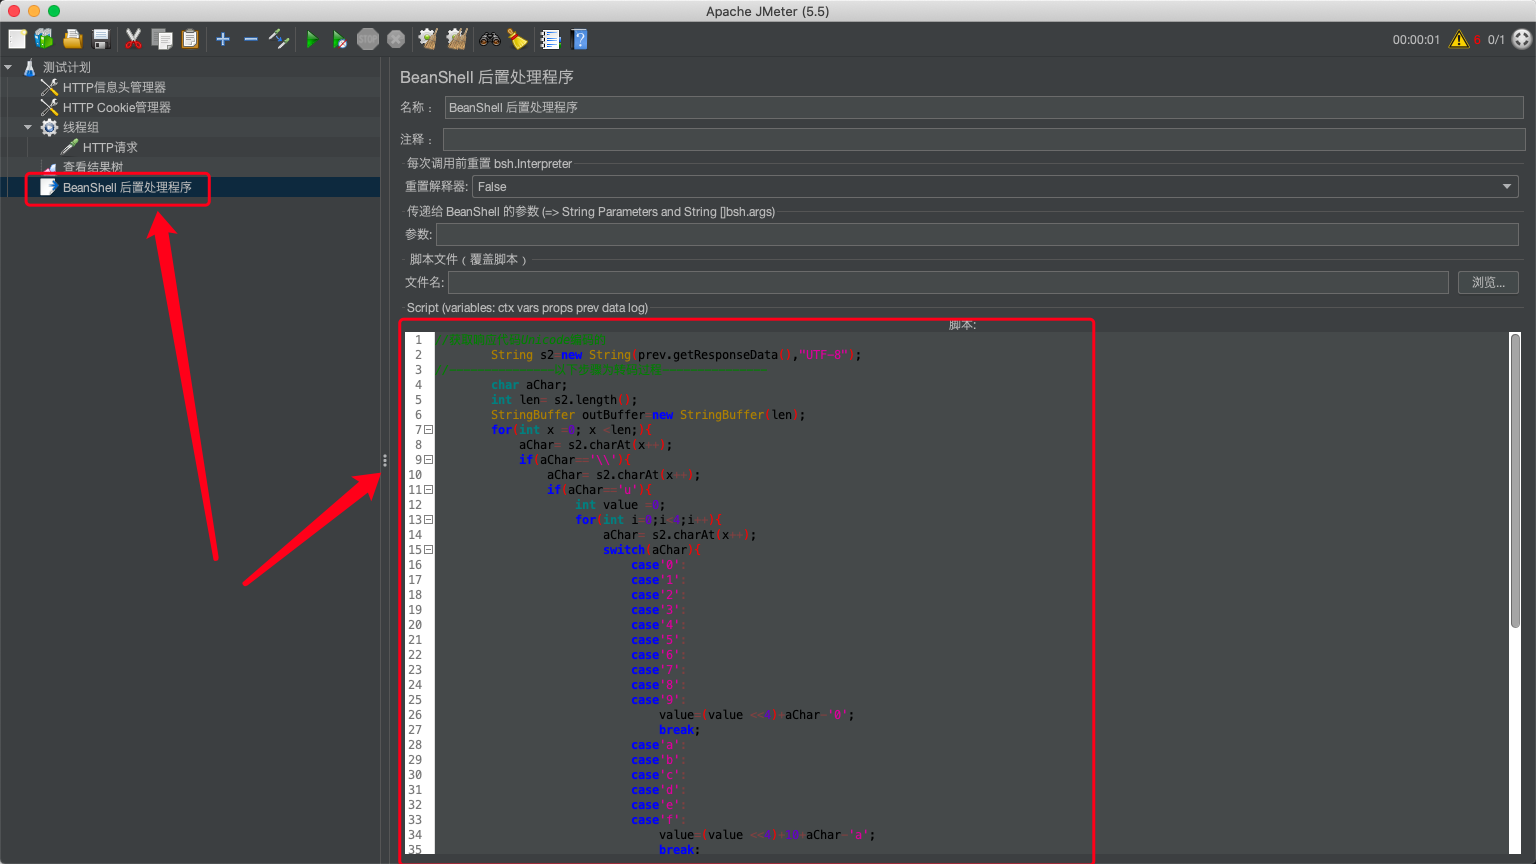 Apache JMeter (5.5)
STOP
00:00:01 6 0/1
测试计划
HTTP信息头管理器
HTTP Cookie管理器
线程组
HTTP请求
查看结果树
BeanShell 后置处理程序
BeanShell 后置处理程序
名称： BeanShell 后置处理程序
注释：
每次调用前重置 bsh.Interpreter
重置解释器: False
传递给 BeanShell 的参数 (=> String Parameters and String []bsh.args)
参数:
脚本文件（覆盖脚本）
文件名: 浏览...
Script (variables: ctx vars props prev data log)
脚本:
1 //
2 String s2=new String(prev.getResponseData(),"UTF-8");
3 //
4 char aChar;
5 int len= s2.length();
6 StringBuffer outBuffer=new StringBuffer(len);
7 for(int x =0; x <len;){
8 aChar= s2.charAt(x++);
9 if(aChar=='\\'){
10 aChar= s2.charAt(x++);
11 if(aChar=='u'){
12 int value =0;
13 for(int i=0;i<4;i++){
14 aChar= s2.charAt(x++);
15 switch(aChar){
16 case'0':
17 case'1':
18 case'2':
19 case'3':
20 case'4':
21 case'5':
22 case'6':
23 case'7':
24 case'8':
25 case'9':
26 value=(value <<4)+aChar-'0';
27 break;
28 case'a':
29 case'b':
30 case'c':
31 case'd':
32 case'e':
33 case'f':
34 value=(value <<4)+10+aChar-'a';
35 break;